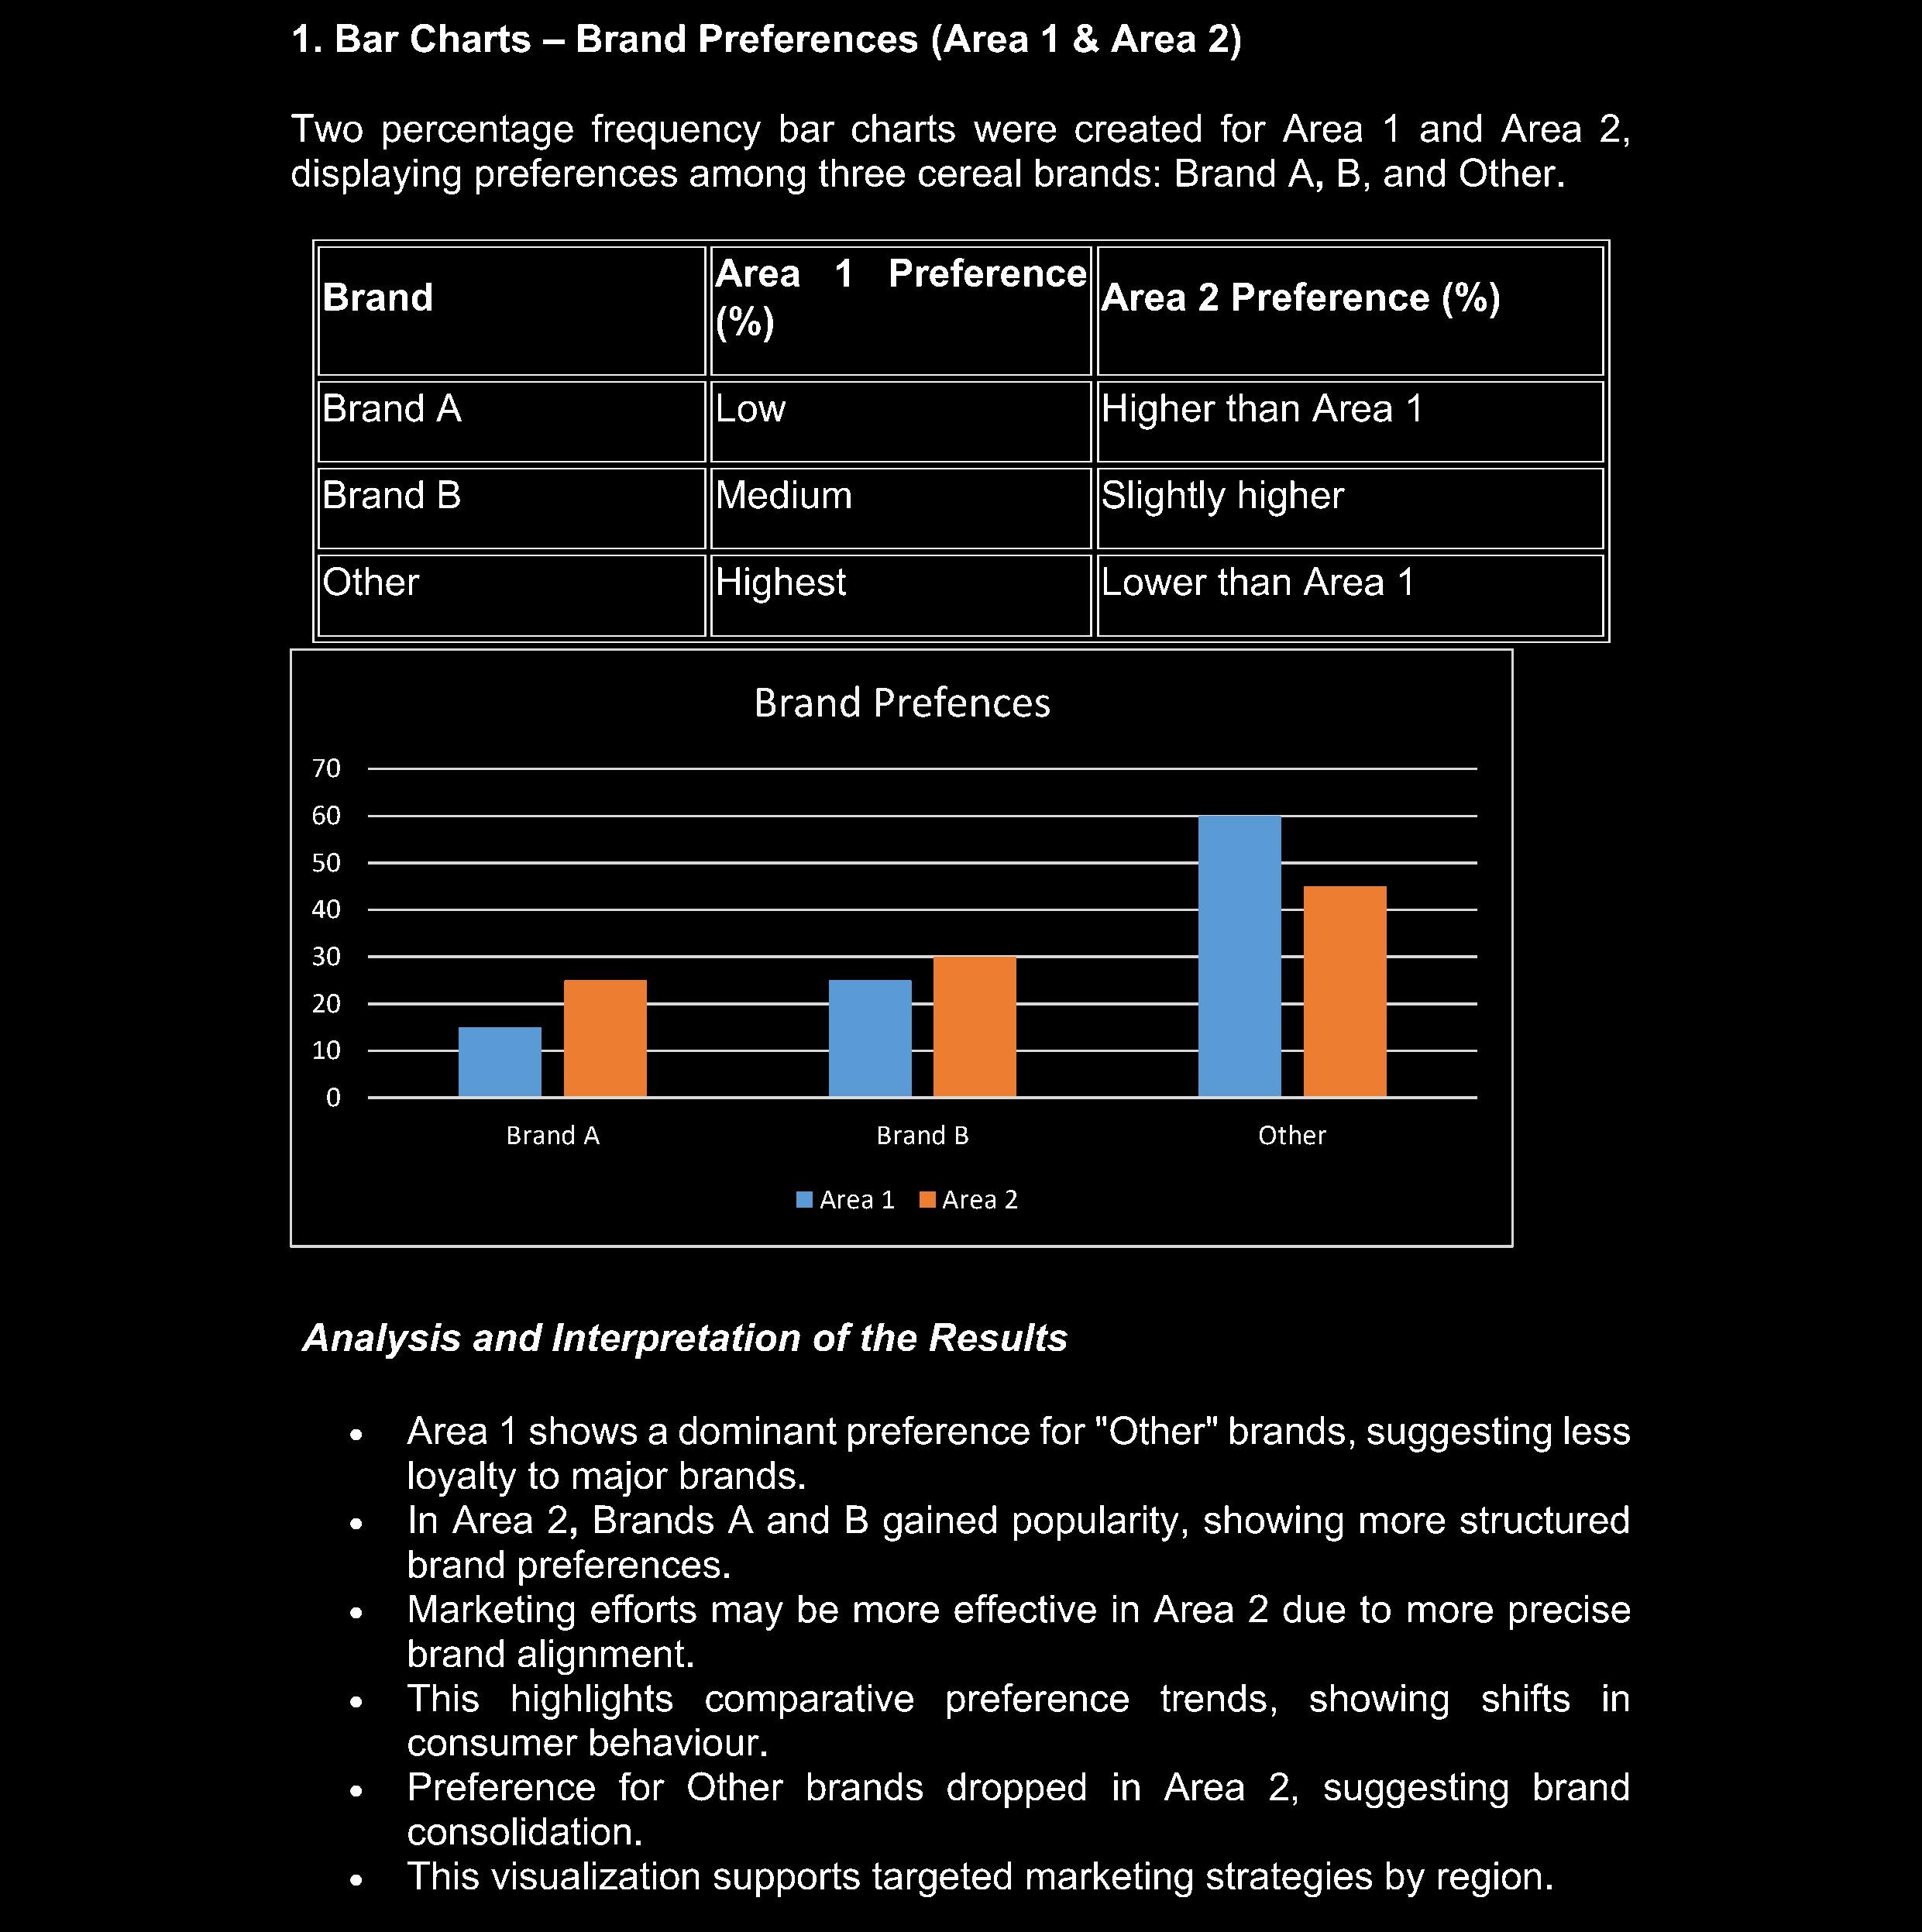 1. Bar Charts – Brand Preferences (Area 1 & Area 2)
Two percentage frequency bar charts were created for Area 1 and Area 2,
displaying preferences among three cereal brands: Brand A, B, and Other.
Brand
Area 1 Preference
(%)
Area 2 Preference (%)
Brand A
Low
Higher than Area 1
Brand B
Medium
Slightly higher
Other
Highest
Lower than Area 1
Brand Prefences
70
60
50
40
30
20
10
0
Brand A
Brand B
Other
Area 1
Area 2
Analysis and Interpretation of the Results
• Area 1 shows a dominant preference for "Other" brands, suggesting less
loyalty to major brands.
• In Area 2, Brands A and B gained popularity, showing more structured
brand preferences.
• Marketing efforts may be more effective in Area 2 due to more precise
brand alignment.
• This highlights comparative preference trends, showing shifts in
consumer behaviour.
• Preference for Other brands dropped in Area 2, suggesting brand
consolidation.
• This visualization supports targeted marketing strategies by region.